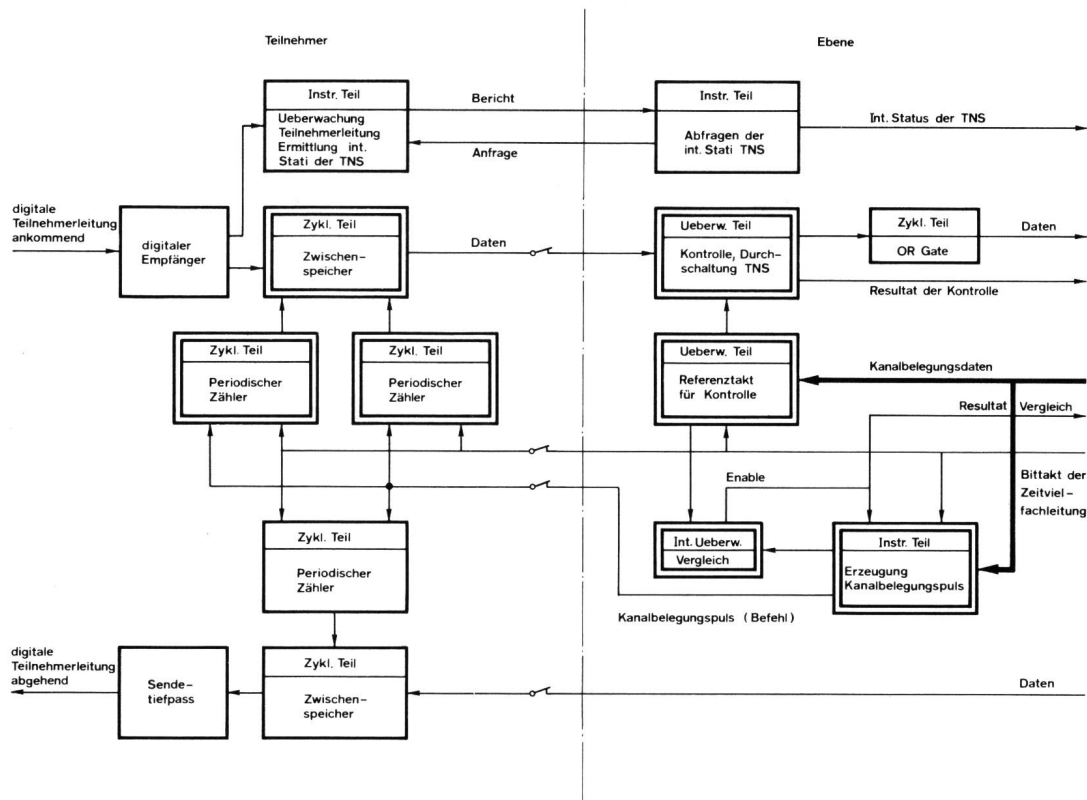 Teilnehmer
Ebene
Instr. Teil
Ueberwachung
Teilnehmerleitung
Ermittlung int.
Stati der TNS
Bericht
Anfrage
Instr. Teil
Abfragen der
int. Stati TNS
Int. Status der TNS
digitale
Teilnehmerleitung
ankommend
digitaler
Empfänger
Zykl. Teil
Zwischen-
speicher
Daten
Ueberw. Teil
Kontrolle, Durch-
schaltung TNS
Zykl. Teil
OR Gate
Daten
Resultat der Kontrolle
Zykl. Teil
Periodischer
Zähler
Zykl. Teil
Periodischer
Zähler
Ueberw. Teil
Referenztakt
für Kontrolle
Kanalbelegungsdaten
Resultat Vergleich
Enable
Bittakt der
Zeitviel-
fachleitung
Zykl. Teil
Periodischer
Zähler
Int. Ueberw.
Vergleich
Instr. Teil
Erzeugung
Kanalbelegungspuls
Kanalbelegungspuls (Befehl)
digitale
Teilnehmerleitung
abgehend
Sende-
tiefpass
Zykl. Teil
Zwischen-
speicher
Daten